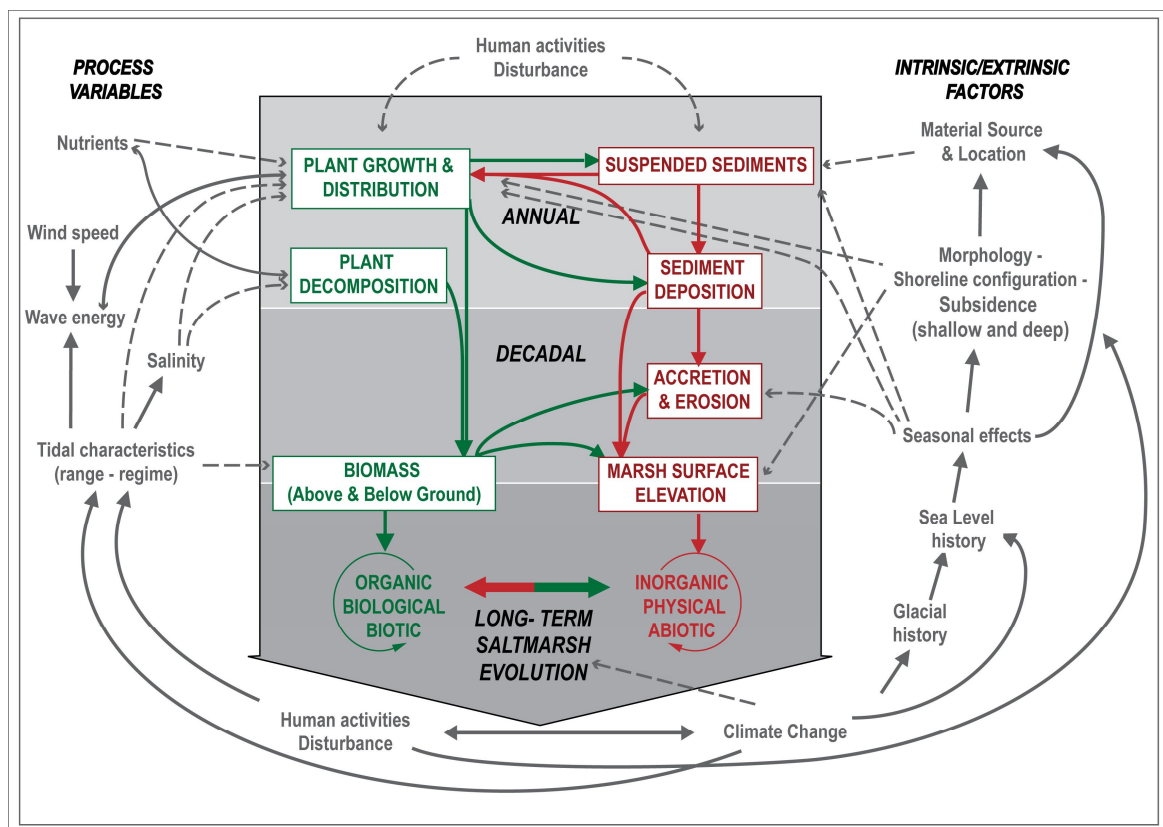 Human activities
Disturbance
PROCESS
VARIABLES
INTRINSIC/EXTRINSIC
FACTORS
Nutrients
Material Source
& Location
PLANT GROWTH &
DISTRIBUTION
SUSPENDED SEDIMENTS
ANNUAL
Wind speed
PLANT
DECOMPOSITION
SEDIMENT
DEPOSITION
Morphology -
Shoreline configuration -
Subsidence
(shallow and deep)
Wave energy
Salinity
DECADAL
ACCRETION
& EROSION
Tidal characteristics
(range - regime)
Seasonal effects
BIOMASS
(Above & Below Ground)
MARSH SURFACE
ELEVATION
Sea Level
history
ORGANIC
BIOLOGICAL
BIOTIC
INORGANIC
PHYSICAL
ABIOTIC
LONG- TERM
SALTMARSH
EVOLUTION
Glacial
history
Human activities
Disturbance
Climate Change